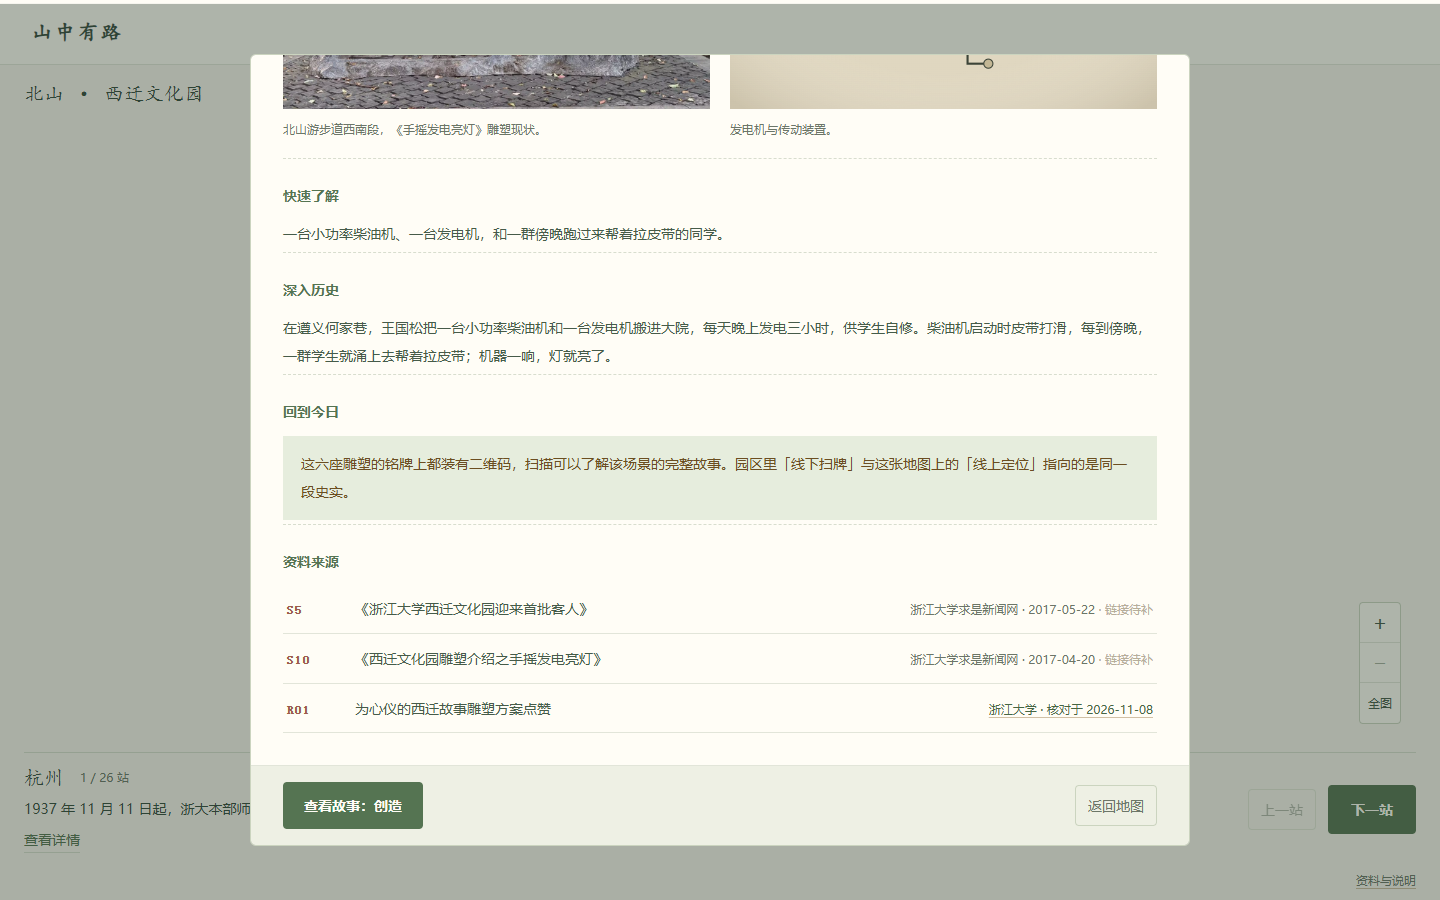 山中有路
北山 • 西迁文化园
北山游步道西南段，《手摇发电亮灯》雕塑现状。
发电机与传动装置。
快速了解
一台小功率柴油机、一台发电机，和一群傍晚跑过来帮着拉皮带的同学。
深入历史
在遵义何家巷，王国松把一台小功率柴油机和一台发电机搬进大院，每天晚上发电三小时，供学生自修。柴油机启动时皮带打滑，每到傍晚，
一群学生就涌上去帮着拉皮带；机器一响，灯就亮了。
回到今日
这六座雕塑的铭牌上都装有二维码，扫描可以了解该场景的完整故事。园区里「线下扫牌」与这张地图上的「线上定位」指向的是同一
段史实。
资料来源
S5 《浙江大学西迁文化园迎来首批客人》 浙江大学求是新闻网 · 2017-05-22 · 链接待补
S10 《西迁文化园雕塑介绍之手摇发电亮灯》 浙江大学求是新闻网 · 2017-04-20 · 链接待补
R01 为心仪的西迁故事雕塑方案点赞 浙江大学 · 核对于 2026-11-08
查看故事：创造
返回地图
+
−
全图
杭州 1 / 26 站
1937 年 11 月 11 日起，浙大本部师
查看详情
上一站
下一站
资料与说明